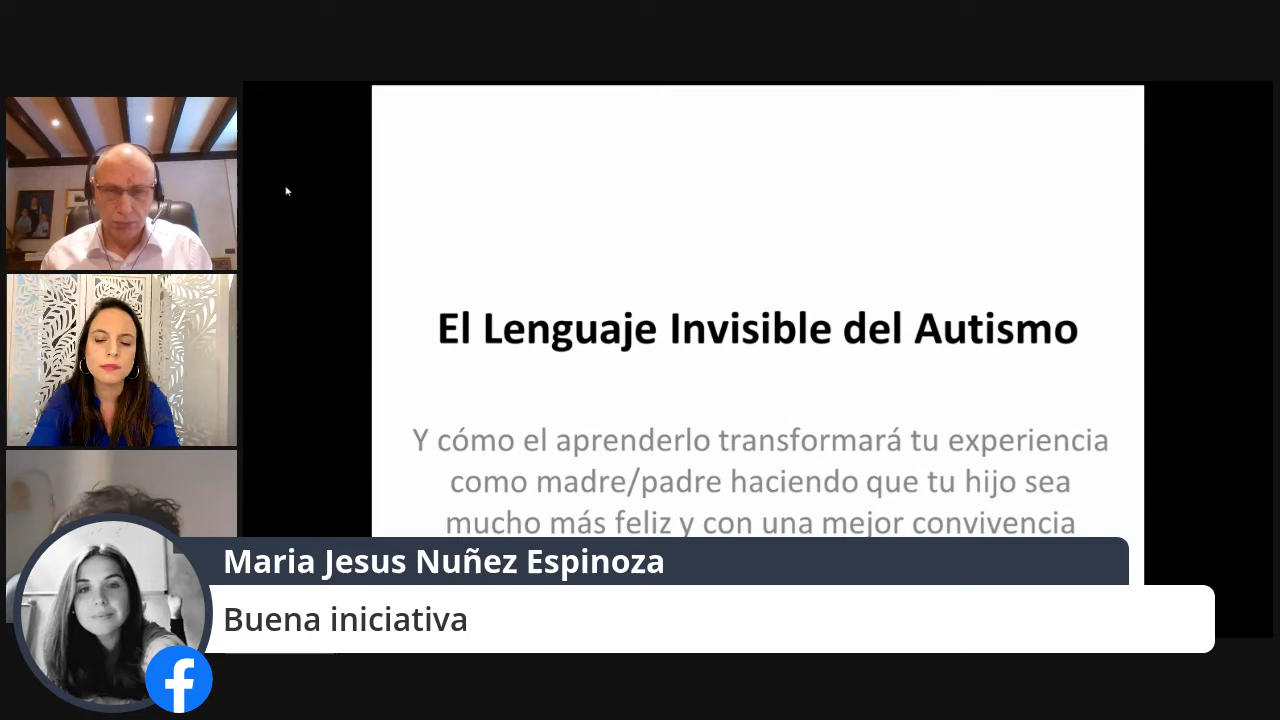 El Lenguaje Invisible del Autismo
Y cómo el aprenderlo transformará tu experiencia
como madre/padre haciendo que tu hijo sea
mucho más feliz y con una mejor convivencia
Maria Jesus Nuñez Espinoza
Buena iniciativa